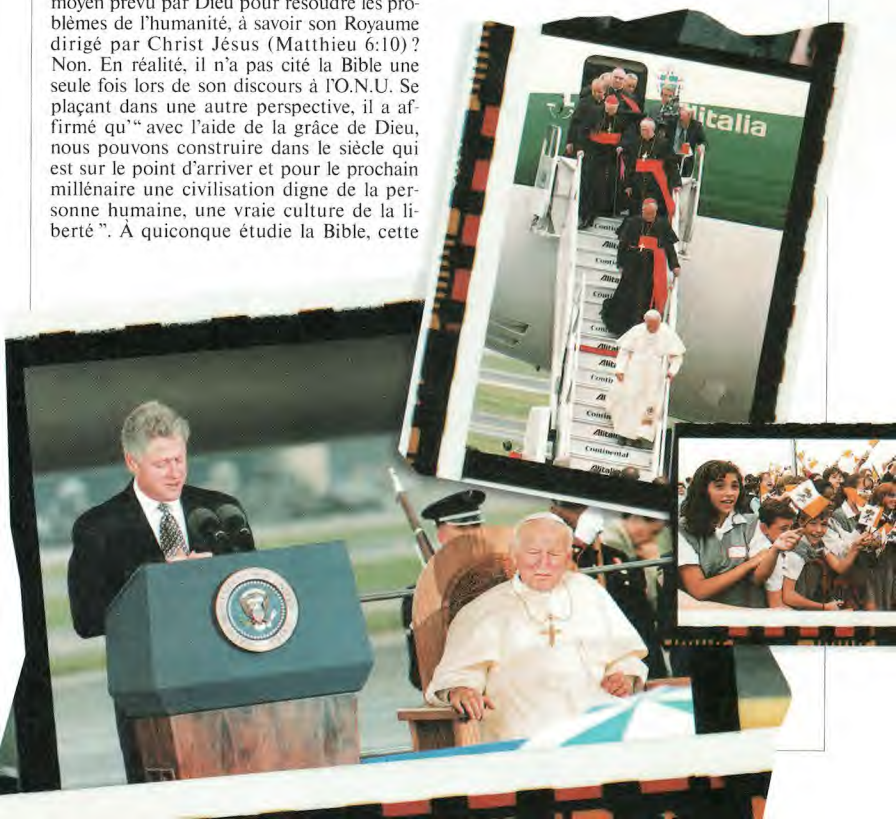 moyen prévu par Dieu pour résoudre les pro-
blèmes de l'humanité, à savoir son Royaume
dirigé par Christ Jésus (Matthieu 6:10) ?
Non. En réalité, il n'a pas cité la Bible une
seule fois lors de son discours à l'O.N.U. Se
plaçant dans une autre perspective, il a af-
firmé qu'“ avec l'aide de la grâce de Dieu,
nous pouvons construire dans le siècle qui
est sur le point d'arriver et pour le prochain
millénaire une civilisation digne de la per-
sonne humaine, une vraie culture de la li-
berté ”. À quiconque étudie la Bible, cette
litalia
Continental
Alitalia